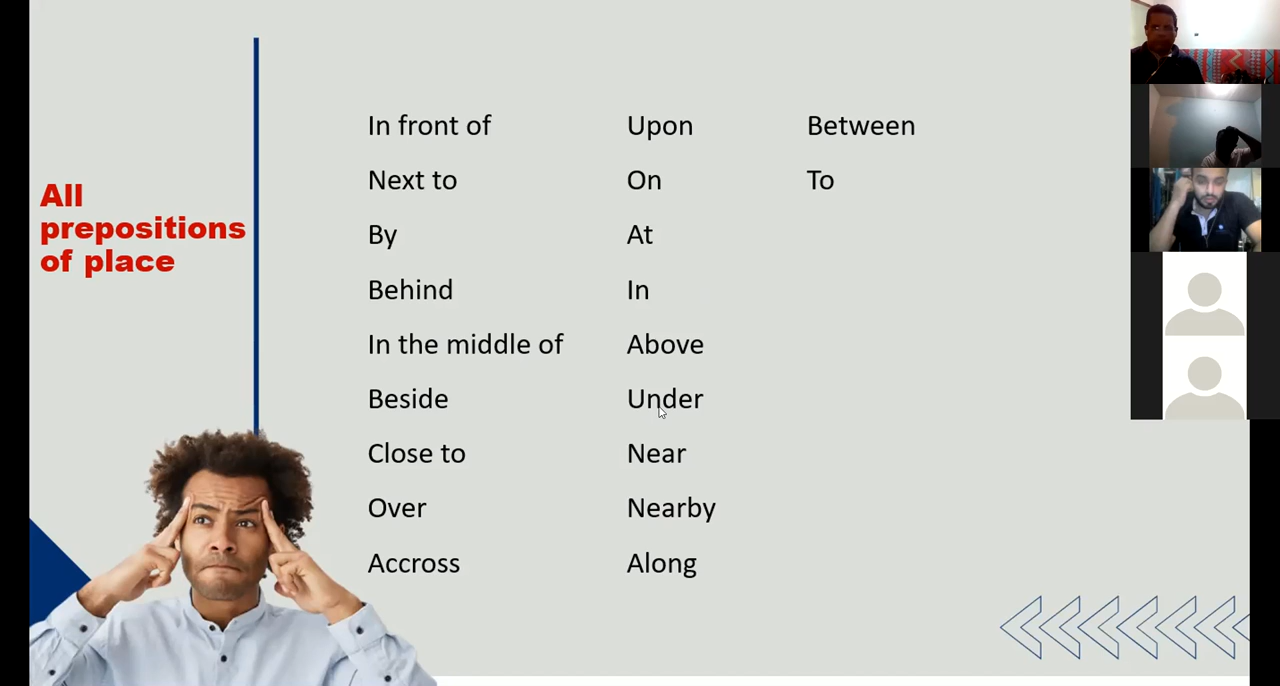 All
prepositions
of place
In front of
Next to
By
Behind
In the middle of
Beside
Close to
Over
Accross
Upon
On
At
In
Above
Under
Near
Nearby
Along
Between
To